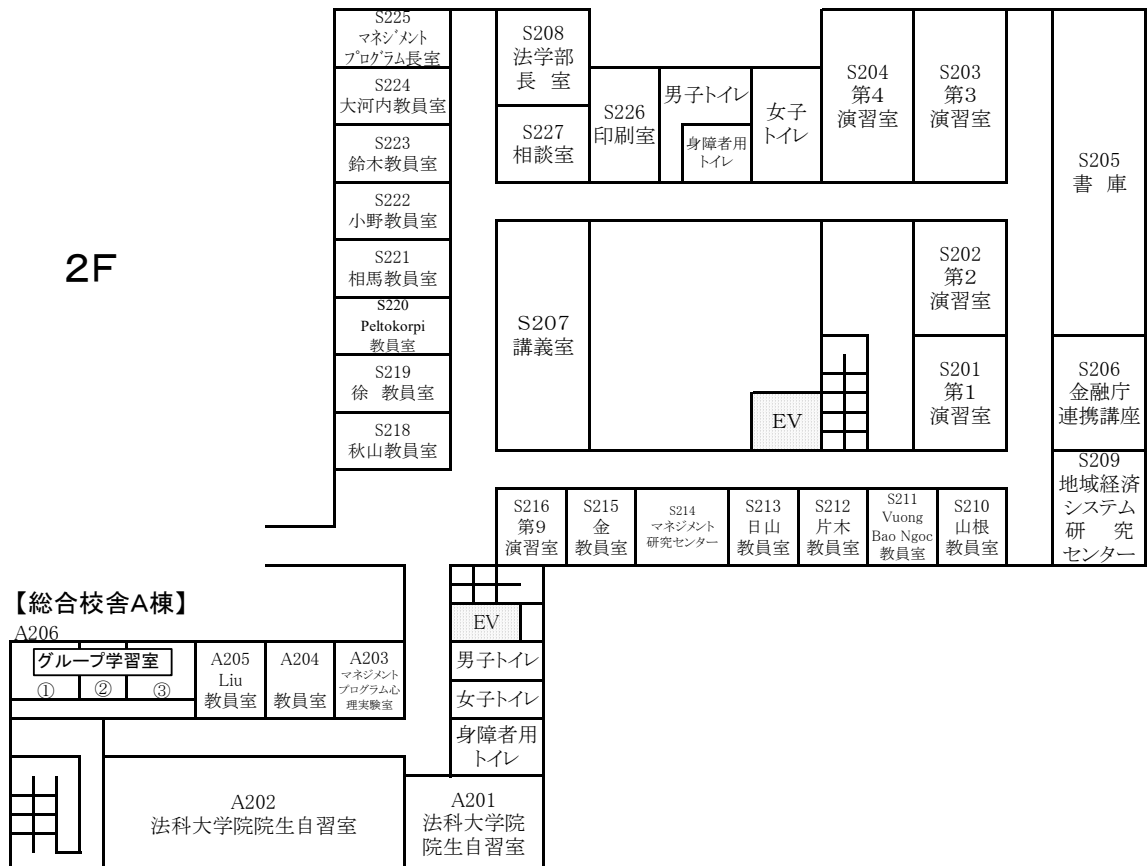 S225
マネジメント
プログラム長室
S224
大河内教員室
S223
鈴木教員室
S222
小野教員室
S221
相馬教員室
S220
Peltokorpi
教員室
S219
徐 教員室
S218
秋山教員室
2F
S208
法学部
長 室
S227
相談室
S226
印刷室
男子トイレ
身障者用
トイレ
女子
トイレ
S204
第4
演習室
S203
第3
演習室
S205
書 庫
S207
講義室
EV
S202
第2
演習室
S201
第1
演習室
S206
金融庁
連携講座
S209
地域経済
システム
研 究
センター
S216
第9
演習室
S215
金
教員室
S214
マネジメント
研究センター
S213
日山
教員室
S212
片木
教員室
S211
Vuong
Bao Ngoc
教員室
S210
山根
教員室
【総合校舎A棟】
A206
グループ学習室
① ② ③
A205
Liu
教員室
A204
教員室
A203
マネジメント
プログラム心
理実験室
EV
男子トイレ
女子トイレ
身障者用
トイレ
A202
法科大学院院生自習室
A201
法科大学院
院生自習室